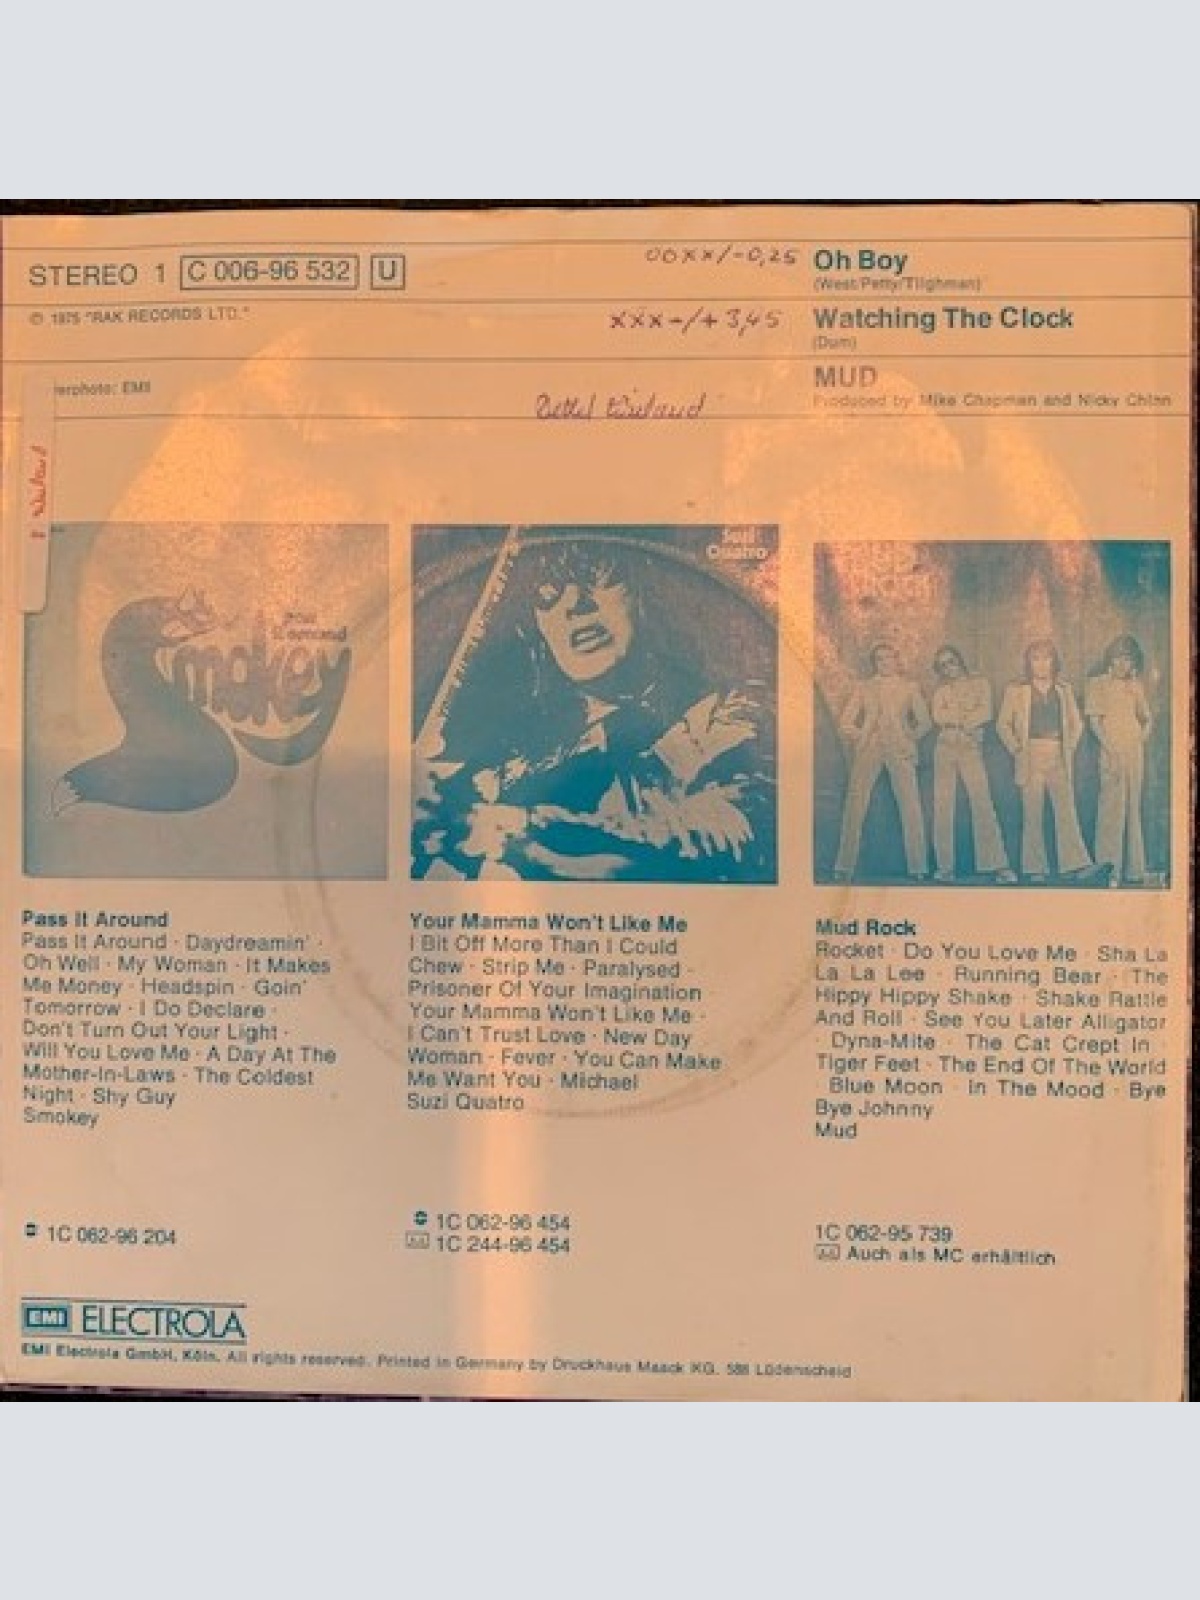 STEREO 1 C 006-96 532 U
00xx/-0,25
Oh Boy
(West/Petty/Tilghman)
℗ 1975 "RAK RECORDS LTD."
xxx-/+3,45
Watching The Clock
(Dum)
MUD
Produced by Mike Chapman and Nicky Chinn
erphoto: EMI
your
Smokey
Suzi
Quatro
Pass It Around
Pass It Around · Daydreamin' ·
Oh Well · My Woman · It Makes
Me Money · Headspin · Goin'
Tomorrow · I Do Declare ·
Don't Turn Out Your Light ·
Will You Love Me · A Day At The
Mother-In-Laws · The Coldest
Night · Shy Guy
Smokey
1C 062-96 204
Your Mamma Won't Like Me
I Bit Off More Than I Could
Chew · Strip Me · Paralysed ·
Prisoner Of Your Imagination
Your Mamma Won't Like Me ·
I Can't Trust Love · New Day
Woman · Fever · You Can Make
Me Want You · Michael
Suzi Quatro
1C 062-96 454
1C 244-96 454
Mud Rock
Rocket · Do You Love Me · Sha La
La La Lee · Running Bear · The
Hippy Hippy Shake · Shake Rattle
And Roll · See You Later Alligator
· Dyna-Mite · The Cat Crept In ·
Tiger Feet · The End Of The World
· Blue Moon · In The Mood · Bye
Bye Johnny
Mud
1C 062-95 739
Auch als MC erhältlich
EMI ELECTROLA
EMI Electrola GmbH, Köln. All rights reserved. Printed in Germany by Druckhaus Maack KG. 588 Lüdenscheid